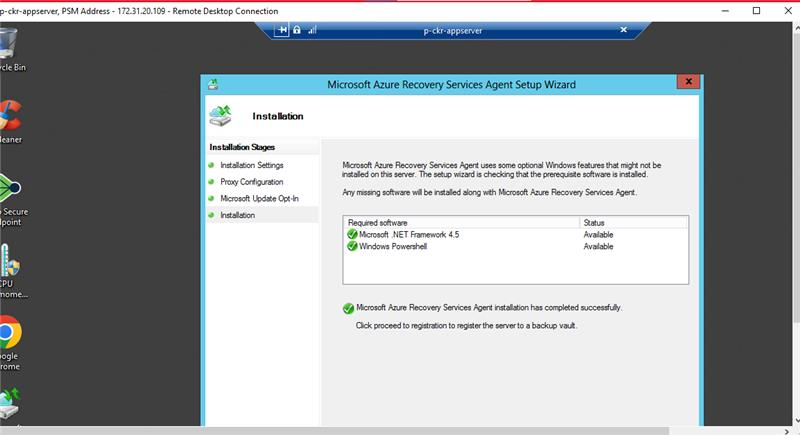 p-ckr-appserver, PSM Address - 172.31.20.109 - Remote Desktop Connection
p-ckr-appserver
cycle Bin
Cleaner
Secure
dpoint
CPU
rmome...
oogle
hrome
Microsoft Azure Recovery Services Agent Setup Wizard
Installation
Installation Stages
Installation Settings
Proxy Configuration
Microsoft Update Opt-In
Installation
Microsoft Azure Recovery Services Agent uses some optional Windows features that might not be
installed on this server. The setup wizard is checking that the prerequisite software is installed.
Any missing software will be installed along with Microsoft Azure Recovery Services Agent.
Required software Status
Microsoft .NET Framework 4.5 Available
Windows Powershell Available
Microsoft Azure Recovery Services Agent installation has completed successfully.
Click proceed to registration to register the server to a backup vault.